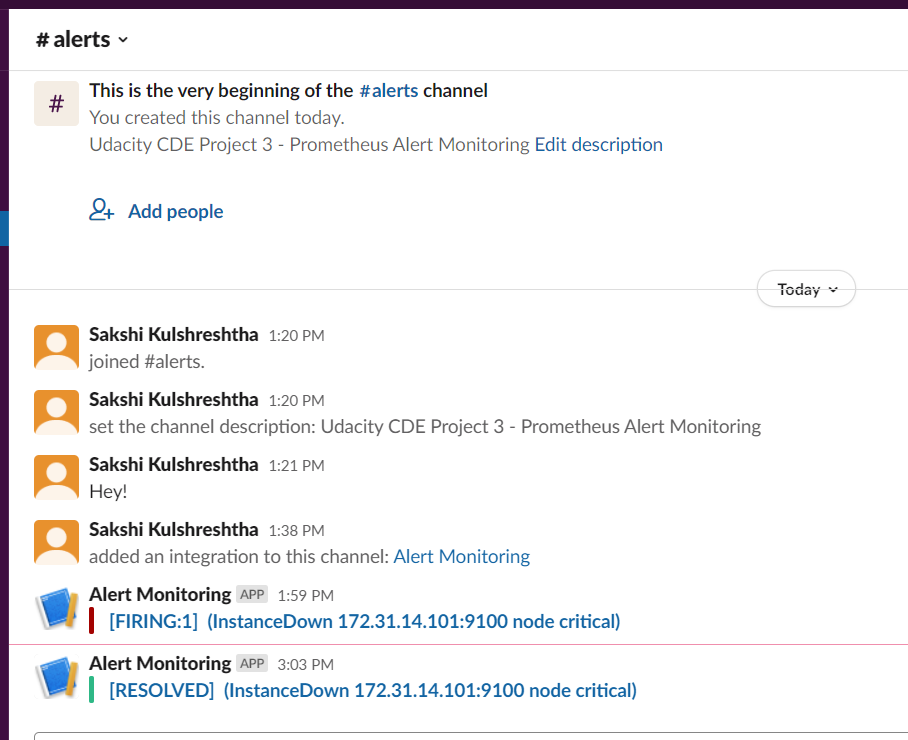 # alerts
#
This is the very beginning of the #alerts channel
You created this channel today.
Udacity CDE Project 3 - Prometheus Alert Monitoring Edit description
Add people
Today
Sakshi Kulshreshtha 1:20 PM
joined #alerts.
Sakshi Kulshreshtha 1:20 PM
set the channel description: Udacity CDE Project 3 - Prometheus Alert Monitoring
Sakshi Kulshreshtha 1:21 PM
Hey!
Sakshi Kulshreshtha 1:38 PM
added an integration to this channel: Alert Monitoring
Alert Monitoring APP 1:59 PM
[FIRING:1] (InstanceDown 172.31.14.101:9100 node critical)
Alert Monitoring APP 3:03 PM
[RESOLVED] (InstanceDown 172.31.14.101:9100 node critical)